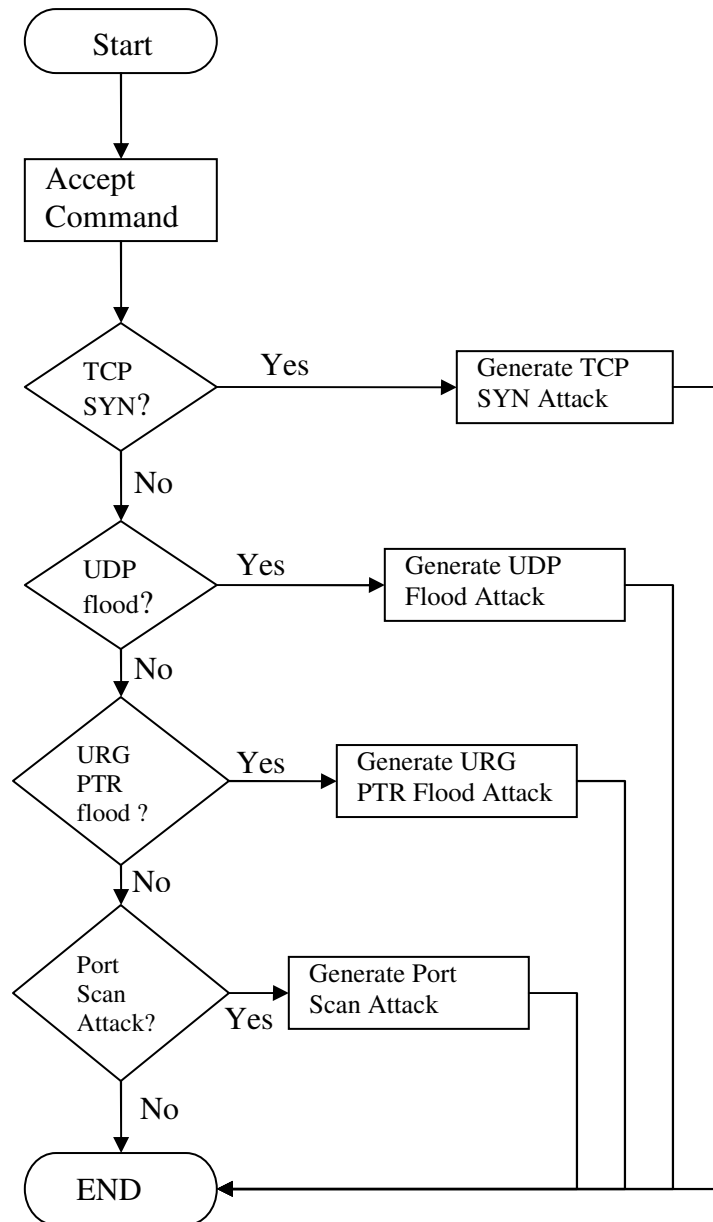 Start
Accept
Command
TCP
SYN?
Yes
Generate TCP
SYN Attack
No
UDP
flood?
Yes
Generate UDP
Flood Attack
No
URG
PTR
flood ?
Yes
Generate URG
PTR Flood Attack
No
Port
Scan
Attack?
Yes
Generate Port
Scan Attack
No
END